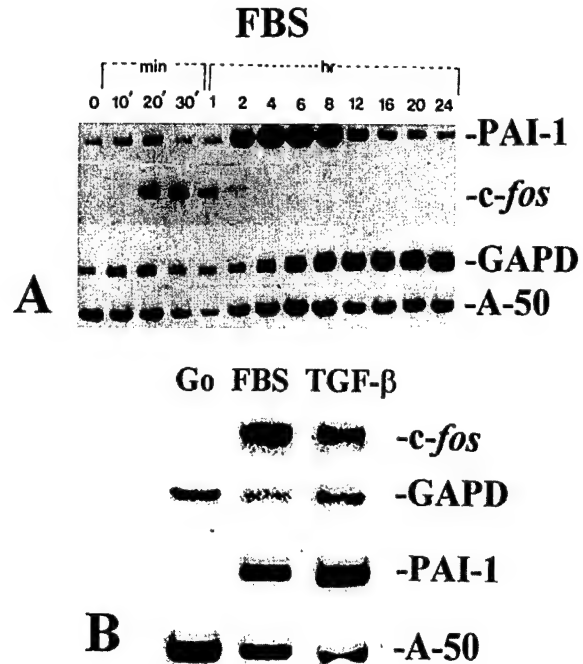 FBS
min hr
0 10' 20' 30' 1 2 4 6 8 12 16 20 24
-PAI-1
-c-fos
-GAPD
A -A-50
Go FBS TGF-β
-c-fos
-GAPD
-PAI-1
B -A-50